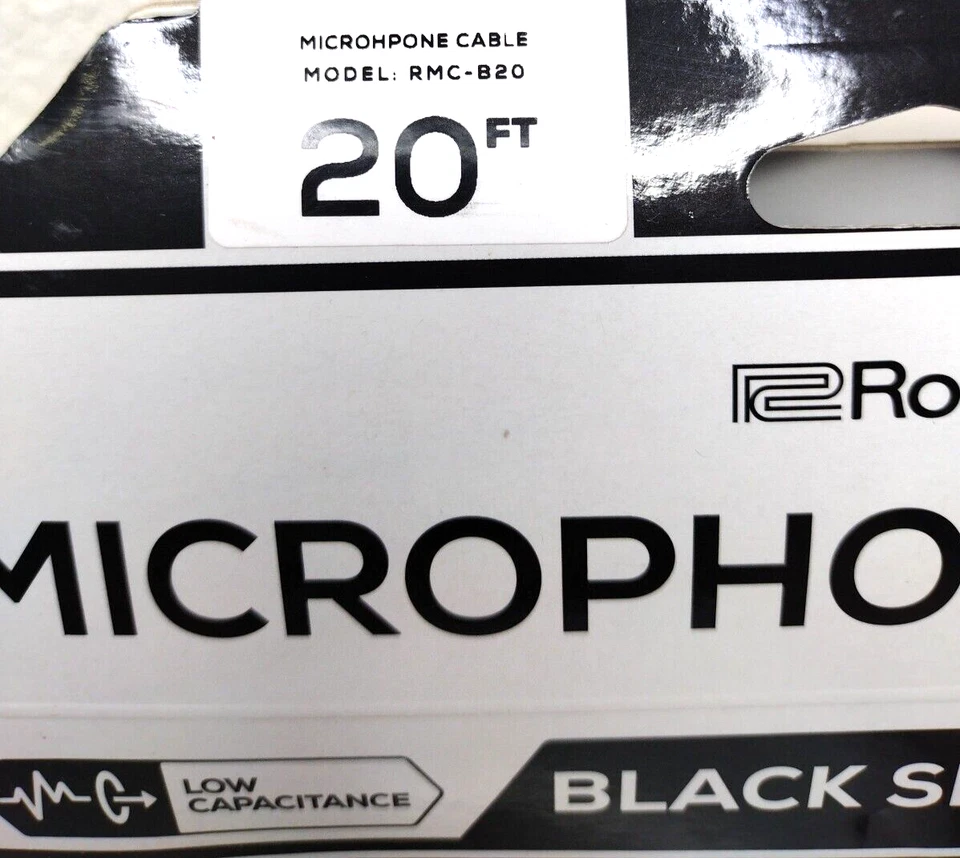 MICROHPONE CABLE
MODEL: RMC-B20
20FT
Ro
MICROPHO
LOW
CAPACITANCE
BLACK S